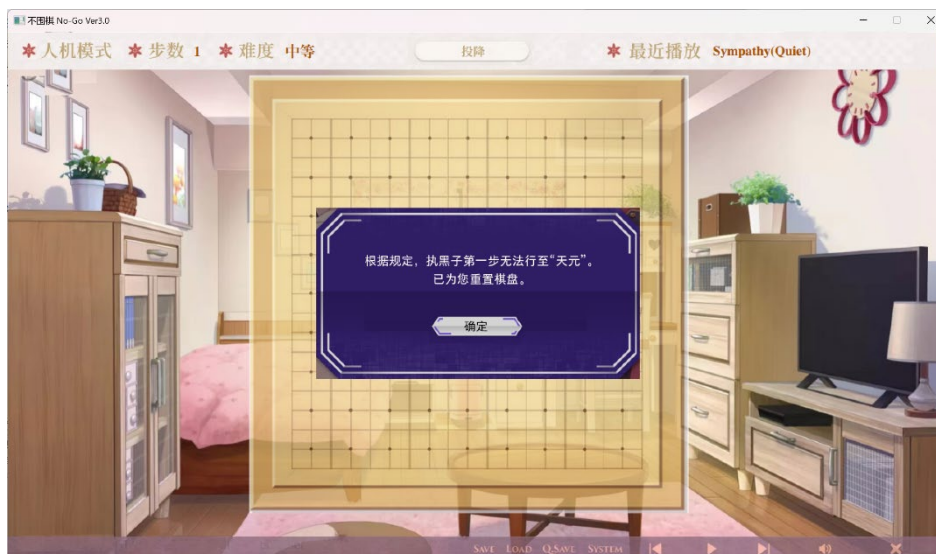 不围棋 No-Go Ver3.0
人机模式 步数 1 难度 中等 投降 最近播放 Sympathy(Quiet)
根据规定，执黑子第一步无法行至“天元”。
已为您重置棋盘。
确定
SAVE LOAD Q.SAVE SYSTEM